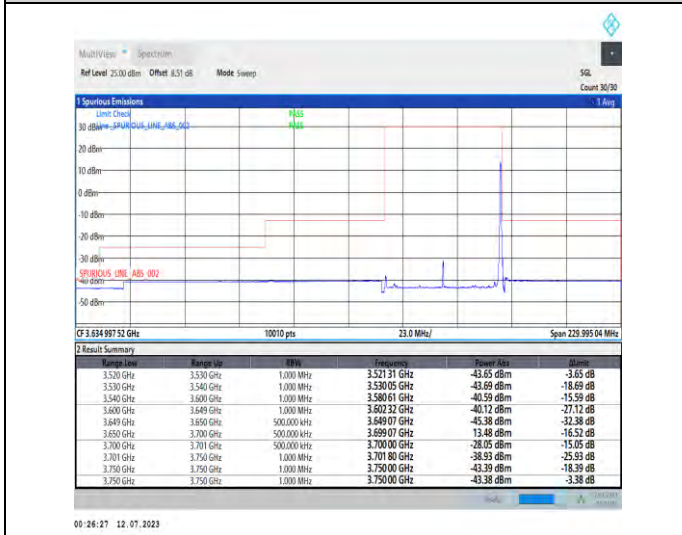 MultiView Spectrum
Ref Level 25.00 dBm Offset 8.51 dB Mode Sweep SGL
Count 30/30
1 Spurious Emissions 1 Avg
Limit Check PASS
30 dBm Line _SPURIOUS_LINE_ABS_002 PASS
20 dBm
10 dBm
0 dBm
-10 dBm
-20 dBm
-30 dBm
_SPURIOUS_LINE_ABS_002
-40 dBm
-50 dBm
CF 3.634 997 52 GHz 10010 pts 23.0 MHz/ Span 229.995 04 MHz
2 Result Summary
Range Low Range Up RBW Frequency Power Abs ΔLimit
3.520 GHz 3.530 GHz 1.000 MHz 3.521 31 GHz -43.65 dBm -3.65 dB
3.530 GHz 3.540 GHz 1.000 MHz 3.530 05 GHz -43.69 dBm -18.69 dB
3.540 GHz 3.600 GHz 1.000 MHz 3.580 61 GHz -40.59 dBm -15.59 dB
3.600 GHz 3.649 GHz 1.000 MHz 3.602 32 GHz -40.12 dBm -27.12 dB
3.649 GHz 3.650 GHz 500.000 kHz 3.649 07 GHz -45.38 dBm -32.38 dB
3.650 GHz 3.700 GHz 500.000 kHz 3.699 07 GHz 13.48 dBm -16.52 dB
3.700 GHz 3.701 GHz 500.000 kHz 3.700 00 GHz -28.05 dBm -15.05 dB
3.701 GHz 3.750 GHz 1.000 MHz 3.701 80 GHz -38.93 dBm -25.93 dB
3.750 GHz 3.750 GHz 1.000 MHz 3.750 00 GHz -43.39 dBm -18.39 dB
3.750 GHz 3.750 GHz 1.000 MHz 3.750 00 GHz -43.38 dBm -3.38 dB
00:26:27 12.07.2023